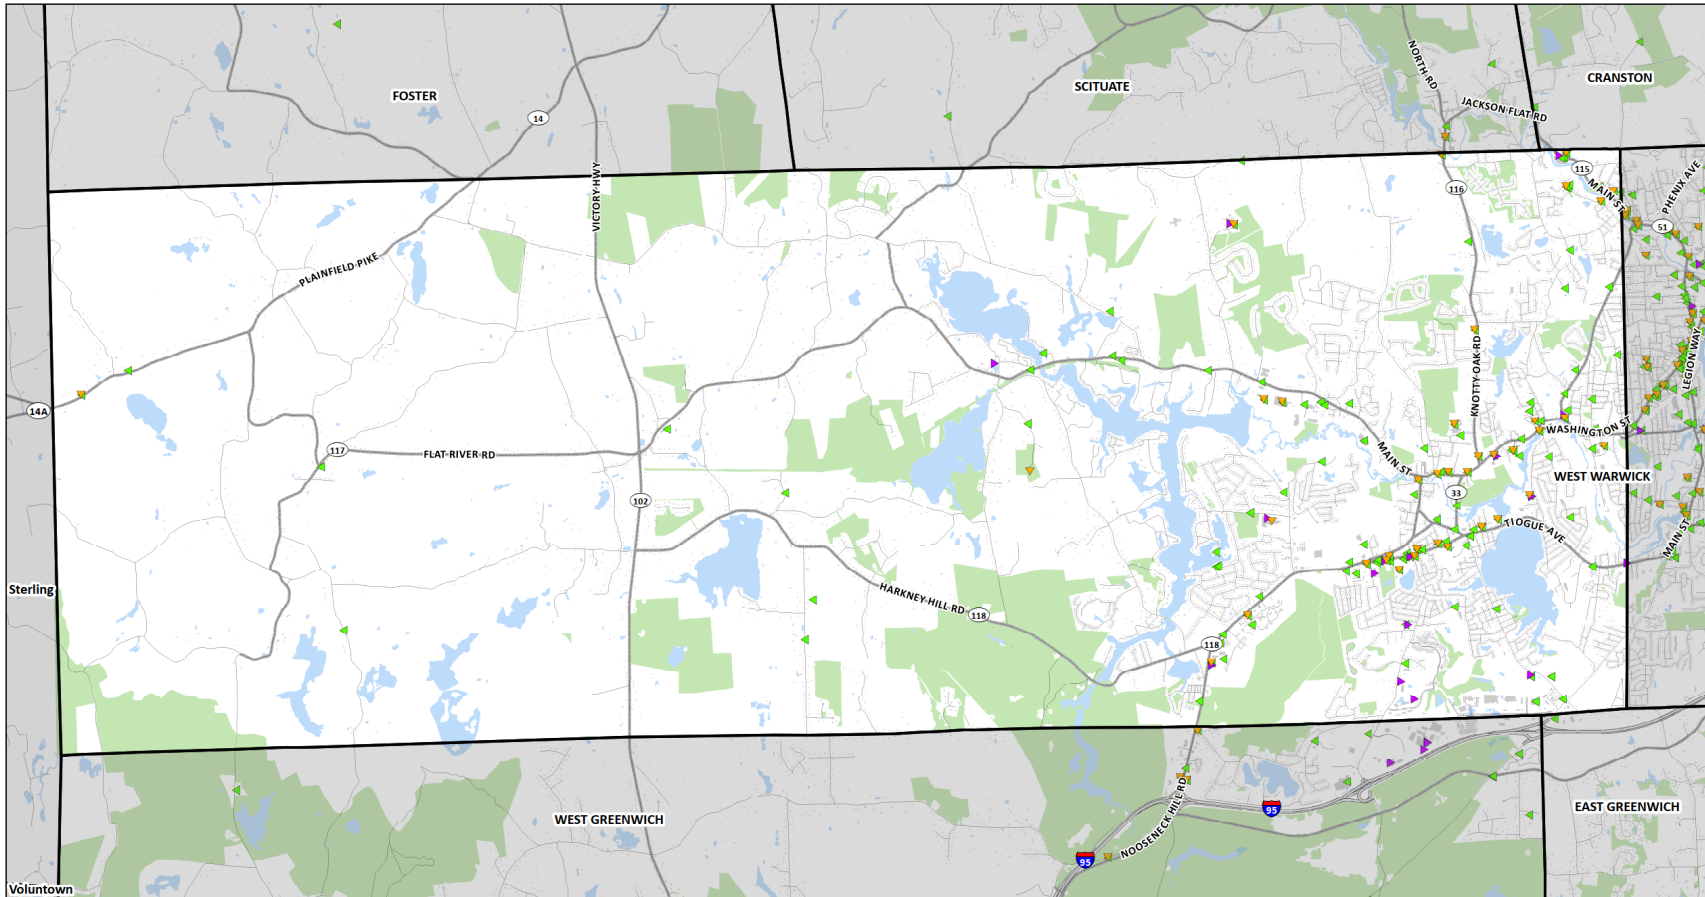 FOSTER
SCITUATE
CRANSTON
NORTH RD
JACKSON FLAT RD
14
115
116
MAIN ST
PHENIX AVE
51
VICTORY HWY
PLAINFIELD PIKE
LEGION WAY
KNOTTY OAK RD
14A
WASHINGTON ST
117
FLAT RIVER RD
MAIN ST
WEST WARWICK
102
33
TIOGUE AVE
MAIN ST
Sterling
HARKNEY HILL RD
118
118
WEST GREENWICH
NOOSENECK HILL RD
95
EAST GREENWICH
95
Voluntown